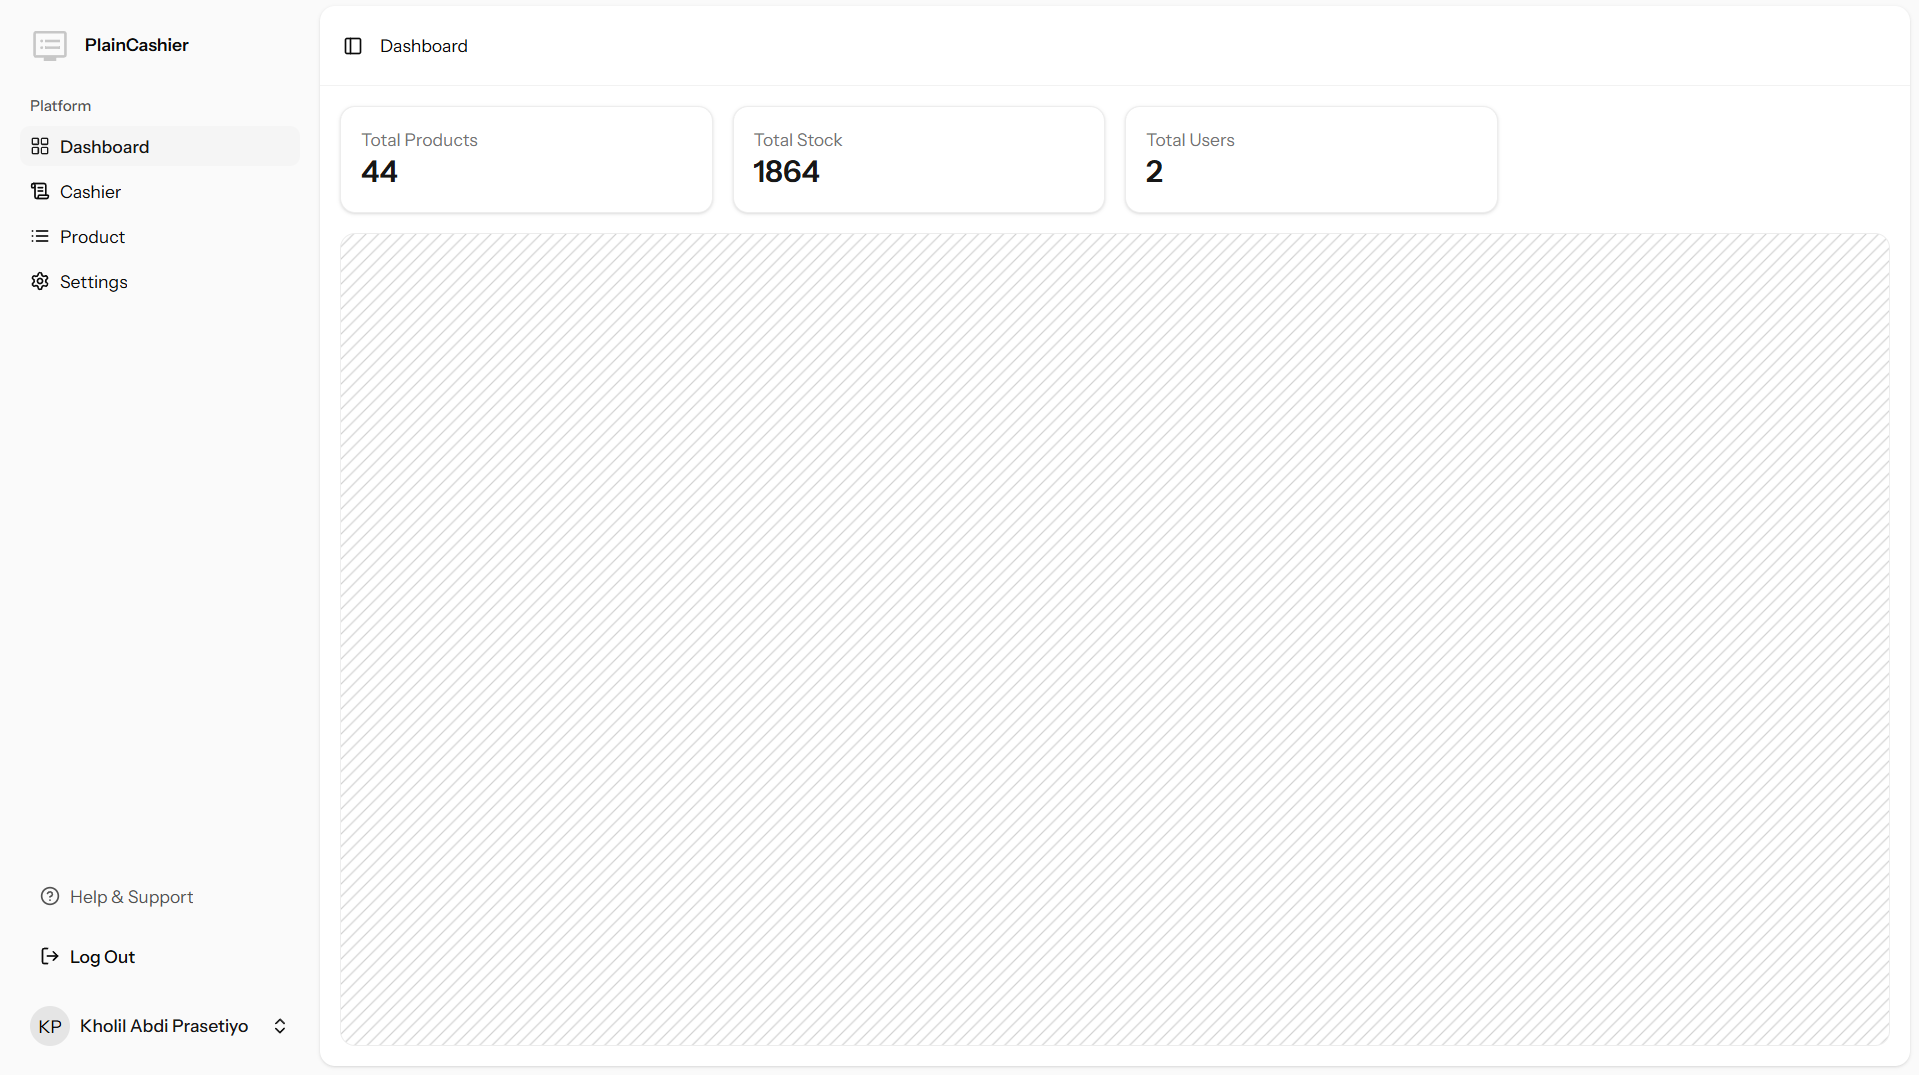 PlainCashier
Platform
Dashboard
Cashier
Product
Settings
Help & Support
Log Out
KP
Kholil Abdi Prasetiyo
Dashboard
Total Products
44
Total Stock
1864
Total Users
2